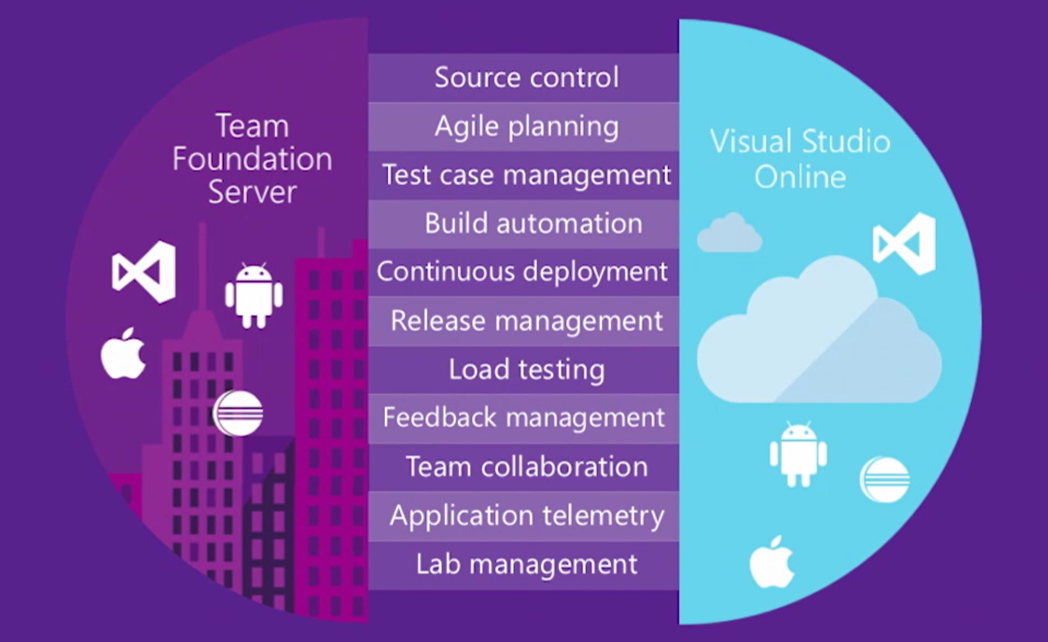 Team
Foundation
Server
Source control
Agile planning
Test case management
Build automation
Continuous deployment
Release management
Load testing
Feedback management
Team collaboration
Application telemetry
Lab management
Visual Studio
Online